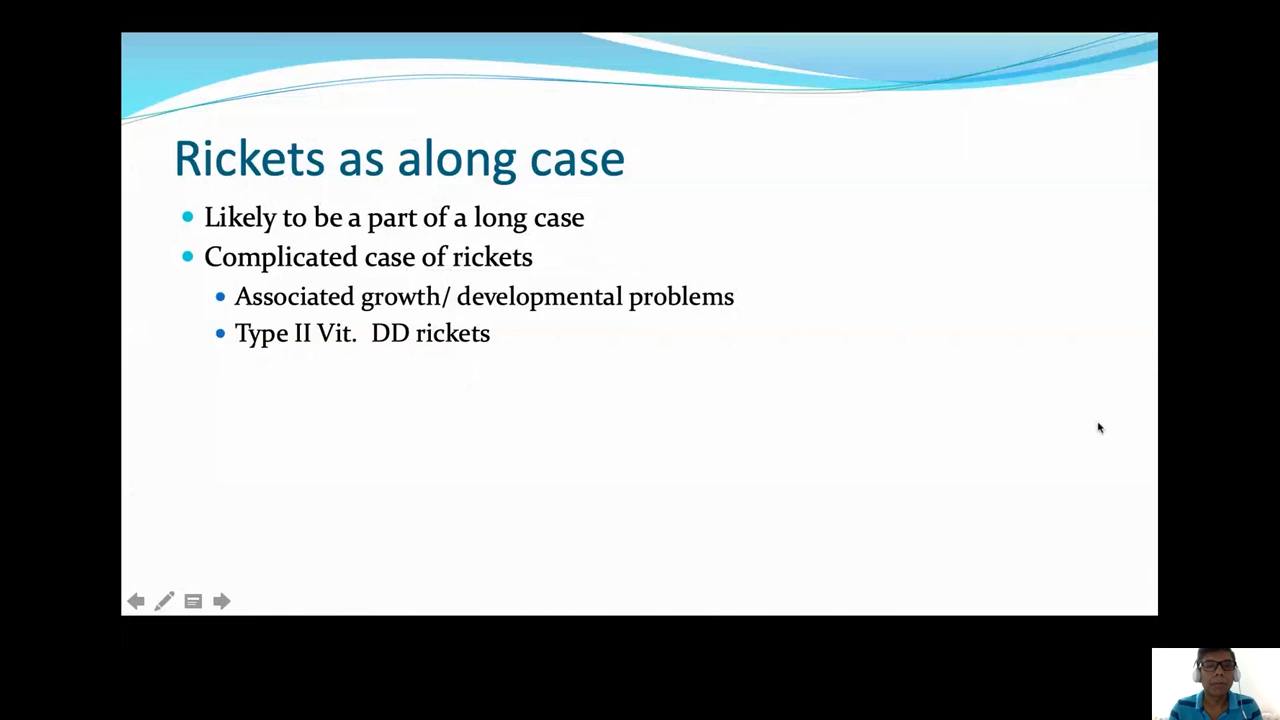 Rickets as along case
Likely to be a part of a long case
Complicated case of rickets
Associated growth/ developmental problems
Type II Vit. DD rickets